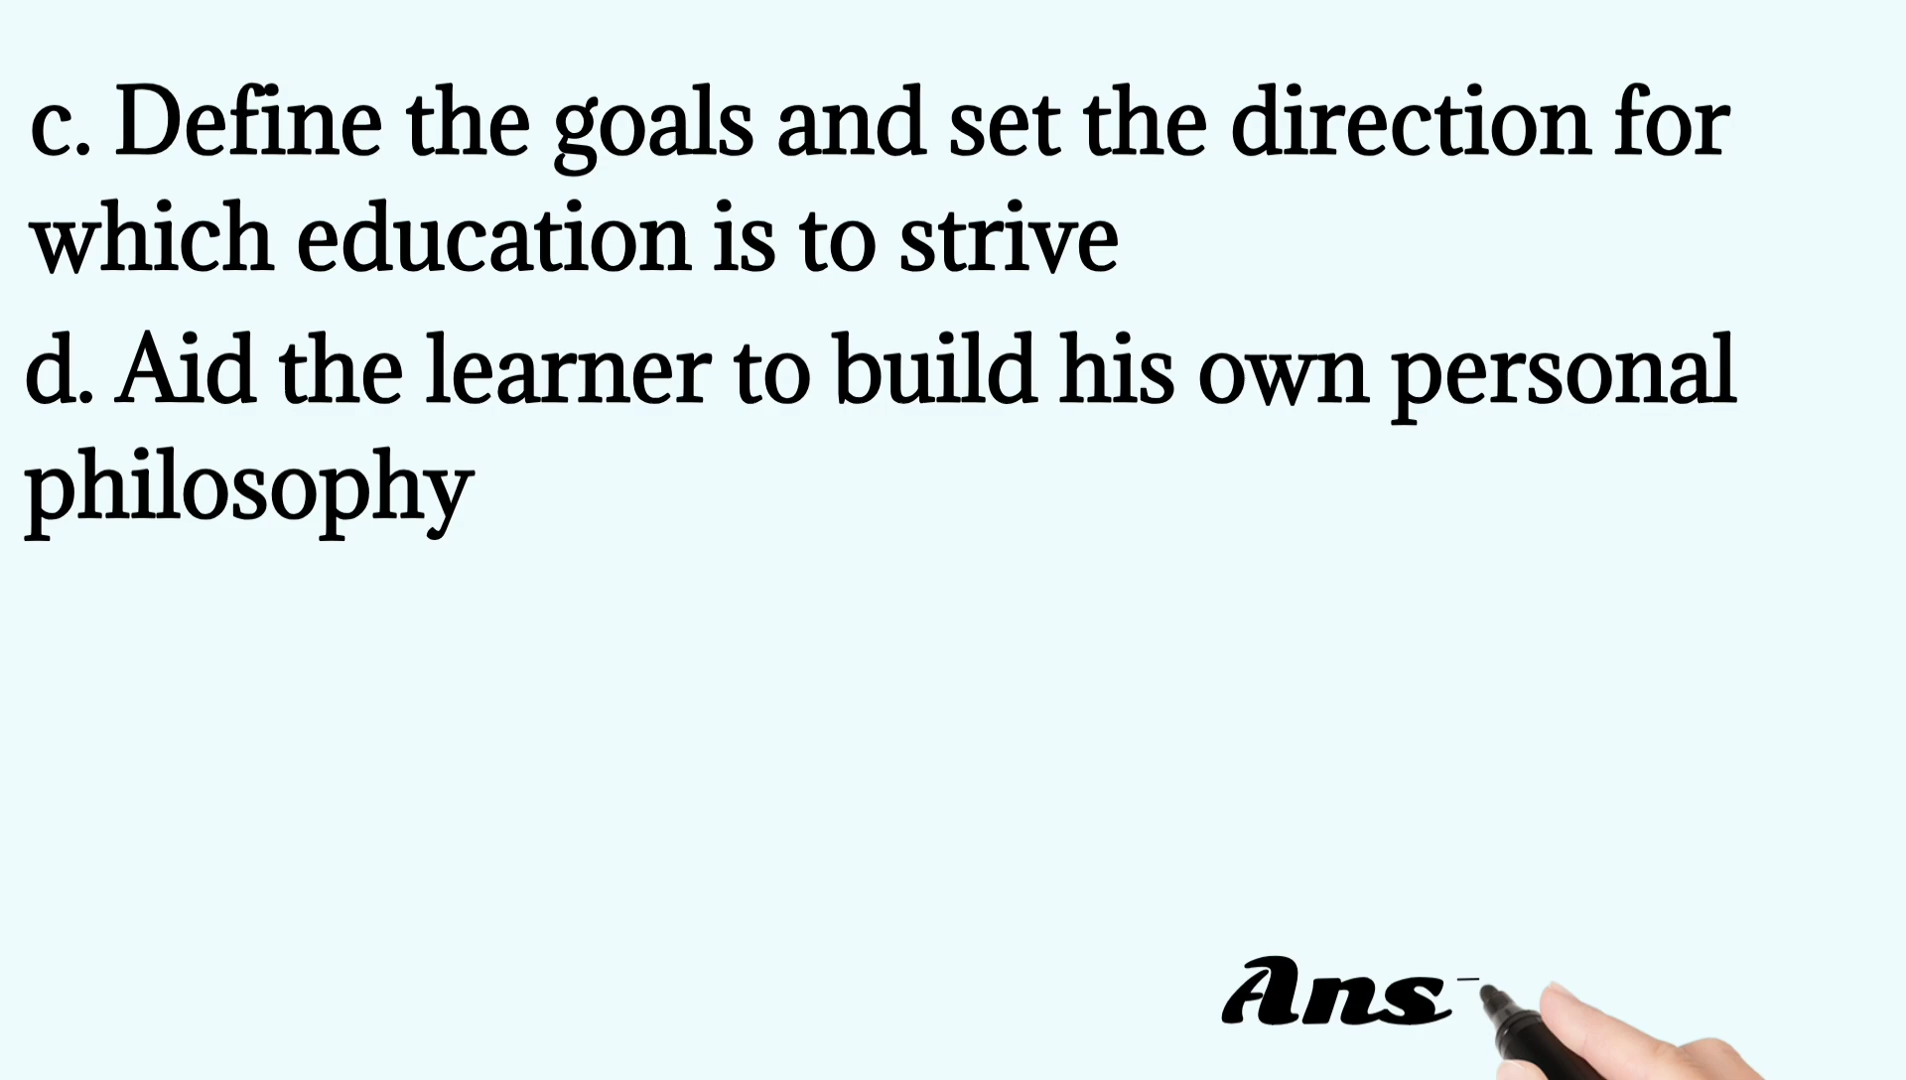 c. Define the goals and set the direction for
which education is to strive
d. Aid the learner to build his own personal
philosophy
Ans -